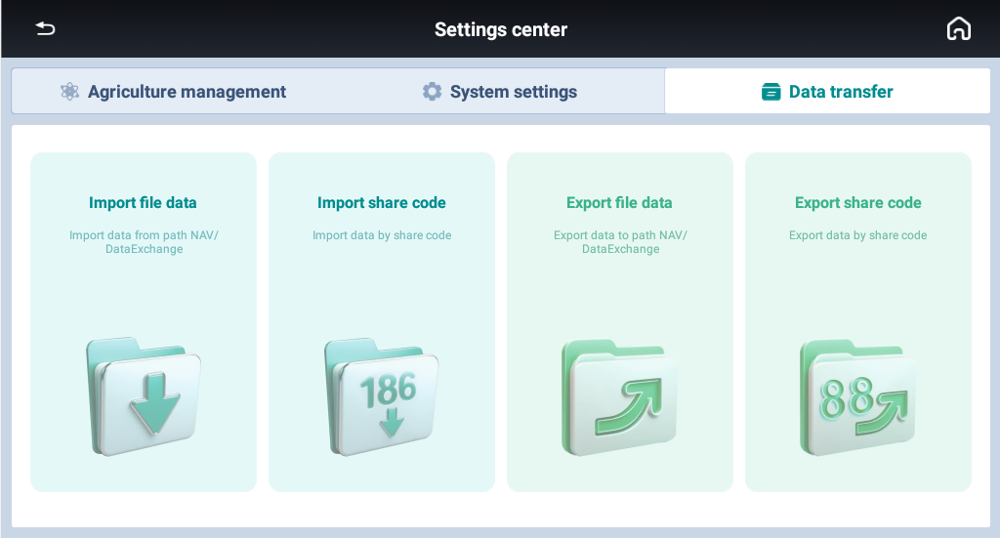 Settings center
Agriculture management
System settings
Data transfer
Import file data
Import data from path NAV/
DataExchange
186
Import share code
Import data by share code
Export file data
Export data to path NAV/
DataExchange
Export share code
Export data by share code
88